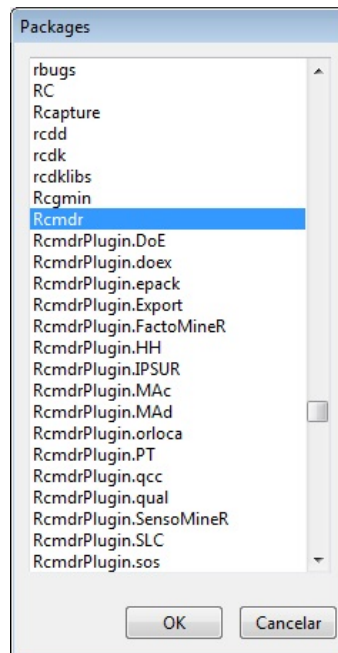 Packages
rbugs
RC
Rcapture
rcdd
rcdk
rcdklibs
Rcgmin
Rcmdr
RcmdrPlugin.DoE
RcmdrPlugin.doex
RcmdrPlugin.epack
RcmdrPlugin.Export
RcmdrPlugin.FactoMineR
RcmdrPlugin.HH
RcmdrPlugin.IPSUR
RcmdrPlugin.MAc
RcmdrPlugin.MAd
RcmdrPlugin.orloca
RcmdrPlugin.PT
RcmdrPlugin.qcc
RcmdrPlugin.qual
RcmdrPlugin.SensoMineR
RcmdrPlugin.SLC
RcmdrPlugin.sos
OK Cancelar